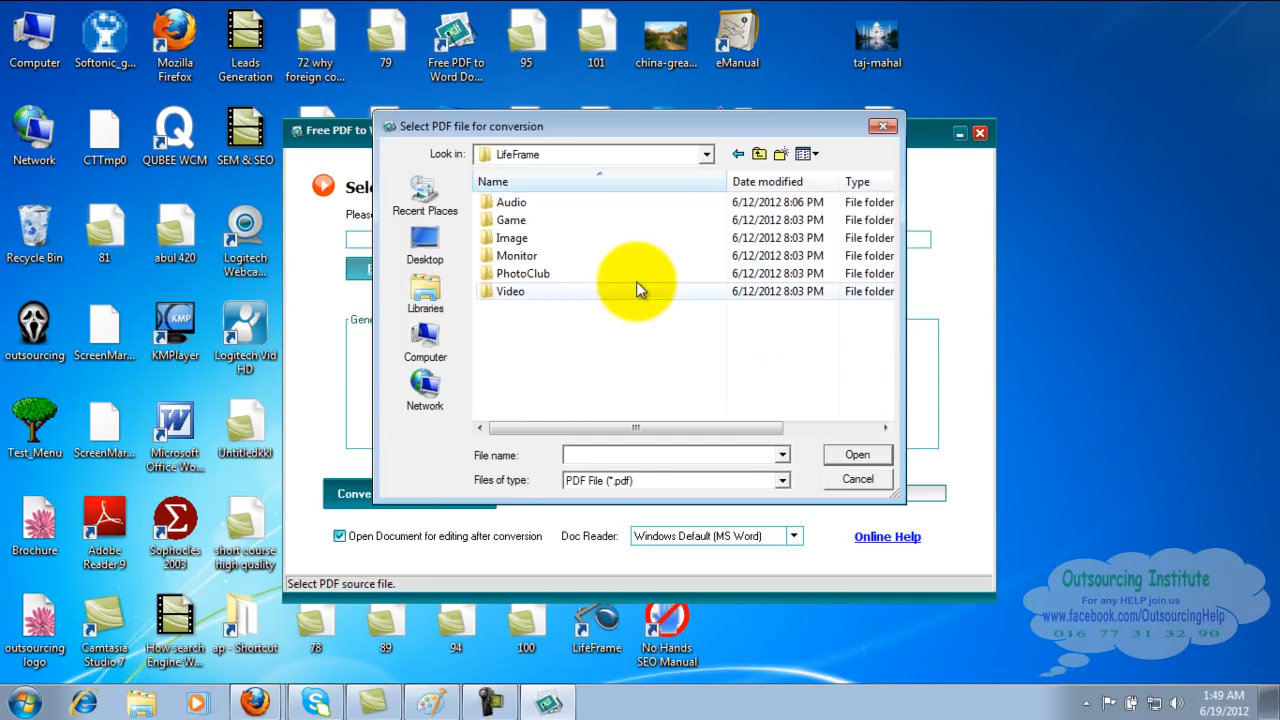 Computer
Softonic_g...
Mozilla
Firefox
Leads
Generation
72 why
foreign co...
79
Free PDF to
Word Do...
95
101
china-grea...
eManual
taj-mahal
Network
CTTmp0
QUBEE WCM
SEM & SEO
Recycle Bin
81
abul 420
Logitech
Webca...
outsourcing
ScreenMar...
KMPlayer
Logitech Vid
HD
Test_Menu
ScreenMar...
Microsoft
Office Wo...
Untitledkkl
Brochure
Adobe
Reader 9
Sophocles
2003
short course
high quality
outsourcing
logo
Camtasia
Studio 7
How search
Engine W...
ap - Shortcut
78
89
94
100
LifeFrame
No Hands
SEO Manual
Free PDF to W
Select PDF file for conversion
Look in:
LifeFrame
Name
Date modified
Type
Audio
6/12/2012 8:06 PM
File folder
Game
6/12/2012 8:03 PM
File folder
Image
6/12/2012 8:03 PM
File folder
Monitor
6/12/2012 8:03 PM
File folder
PhotoClub
6/12/2012 8:03 PM
File folder
Video
6/12/2012 8:03 PM
File folder
Recent Places
Desktop
Libraries
Computer
Network
File name:
Open
Files of type:
PDF File (*.pdf)
Cancel
Sele
Pleas
Gene
Conve
Open Document for editing after conversion
Doc Reader:
Windows Default (MS Word)
Online Help
Select PDF source file.
Outsourcing Institute
For any HELP join us
www.facebook.com/OutsourcingHelp
016 77 31 32 90
1:49 AM
6/19/2012